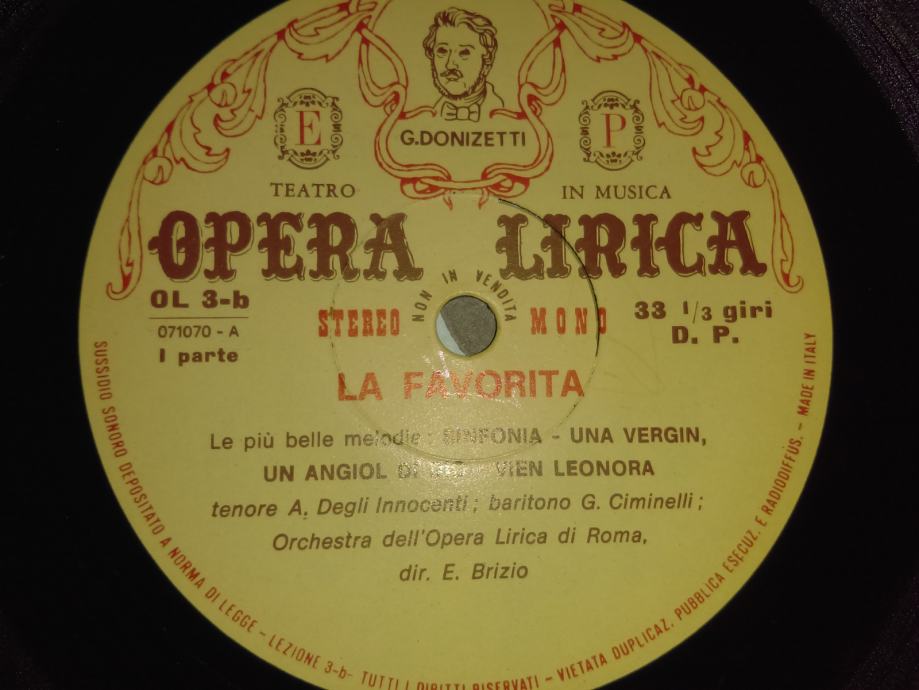 G.DONIZETTI
E
P
TEATRO
IN MUSICA
OPERA LIRICA
OL 3-b
071070 - A
I parte
STEREO
NON IN VENDITA
MONO
33 1/3 giri
D. P.
LA FAVORITA
Le più belle melodie: SINFONIA - UNA VERGIN,
UN ANGIOL DI VIEN LEONORA
tenore A. Degli Innocenti; baritono G. Ciminelli;
Orchestra dell'Opera Lirica di Roma,
dir. E. Brizio
SUSSIDIO SONORO DEPOSITATO A NORMA DI LEGGE - LEZIONE 3-b - TUTTI I DIRITTI RISERVATI - VIETATA DUPLICAZ. PUBBLICA ESECUZ. E RADIODIFFUS. - MADE IN ITALY